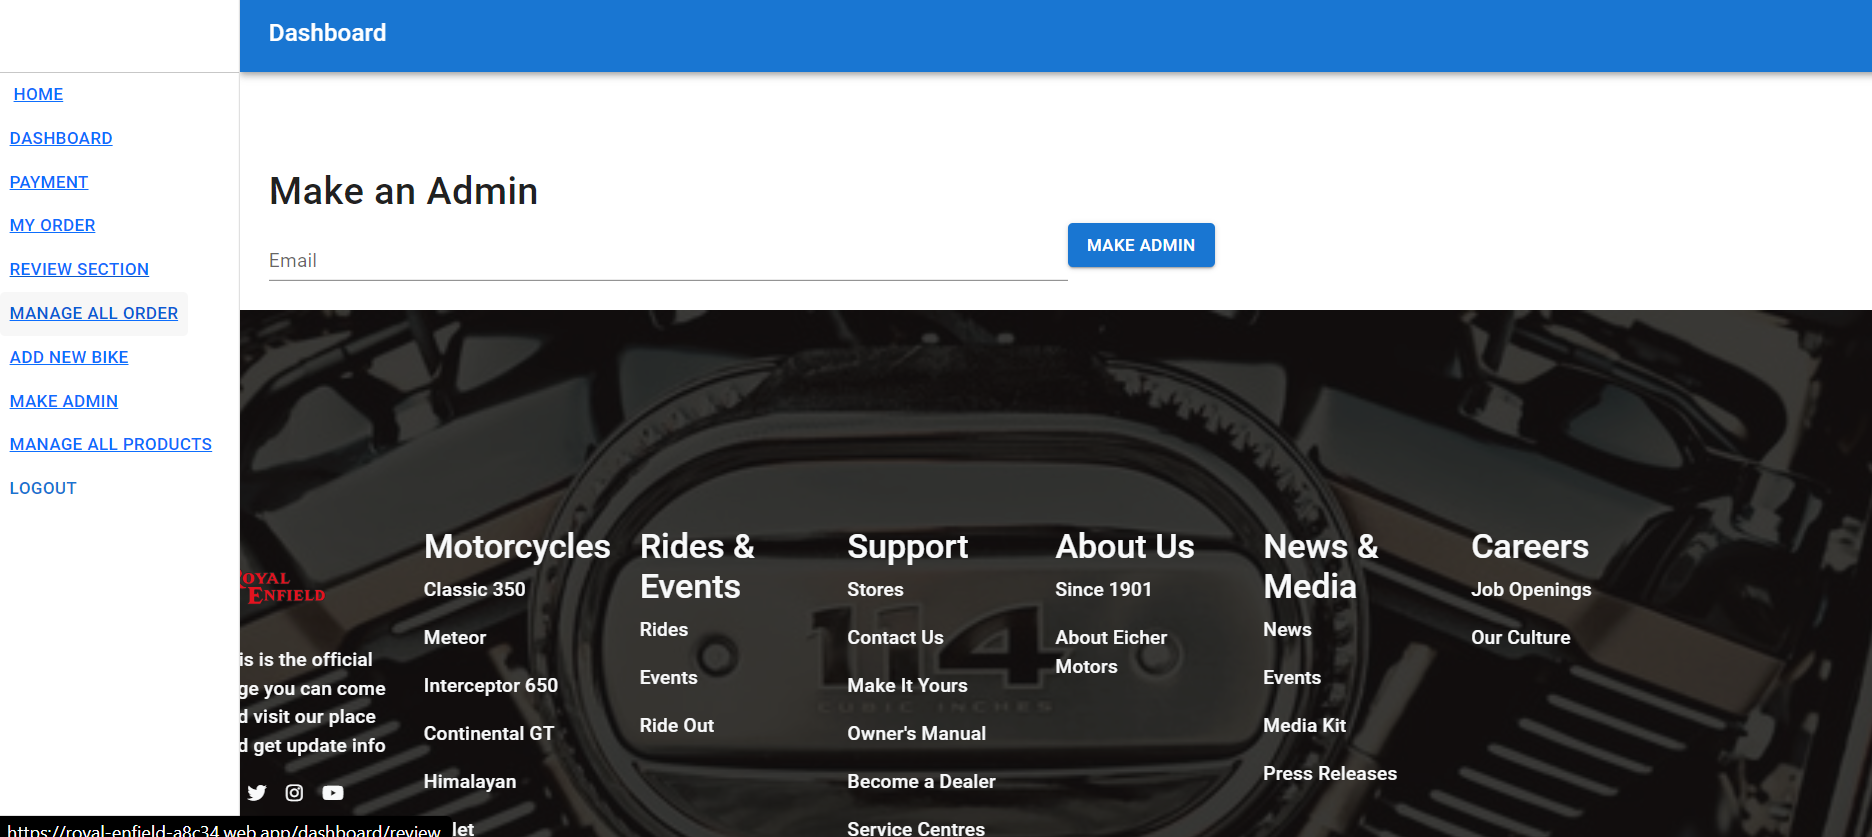 Dashboard
HOME
DASHBOARD
PAYMENT
MY ORDER
REVIEW SECTION
MANAGE ALL ORDER
ADD NEW BIKE
MAKE ADMIN
MANAGE ALL PRODUCTS
LOGOUT
Make an Admin
Email
MAKE ADMIN
OYAL
ENFIELD
is is the official
ge you can come
d visit our place
d get update info
Motorcycles
Classic 350
Meteor
Interceptor 650
Continental GT
Himalayan
let
Rides &
Events
Rides
Events
Ride Out
Support
Stores
Contact Us
Make It Yours
Owner's Manual
Become a Dealer
Service Centres
About Us
Since 1901
About Eicher
Motors
News &
Media
News
Events
Media Kit
Press Releases
Careers
Job Openings
Our Culture
114
CUBIC INCHES
https://royal-enfield-a8c34.web.app/dashboard/review